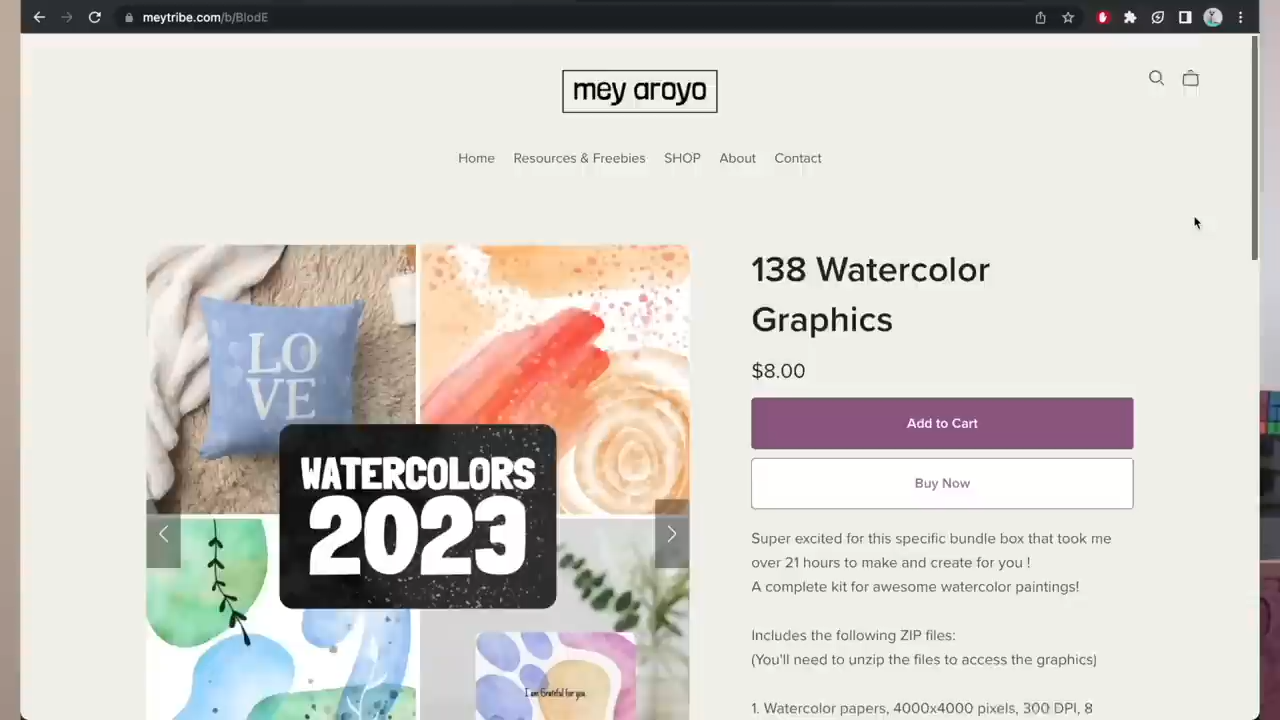 meytribe.com/b/BlodE
mey aroyo
Home Resources & Freebies SHOP About Contact
LO
VE
WATERCOLORS
2023
I am Grateful for you.
138 Watercolor
Graphics
$8.00
Add to Cart
Buy Now
Super excited for this specific bundle box that took me
over 21 hours to make and create for you !
A complete kit for awesome watercolor paintings!
Includes the following ZIP files:
(You'll need to unzip the files to access the graphics)
1. Watercolor papers, 4000x4000 pixels, 300 DPI, 8